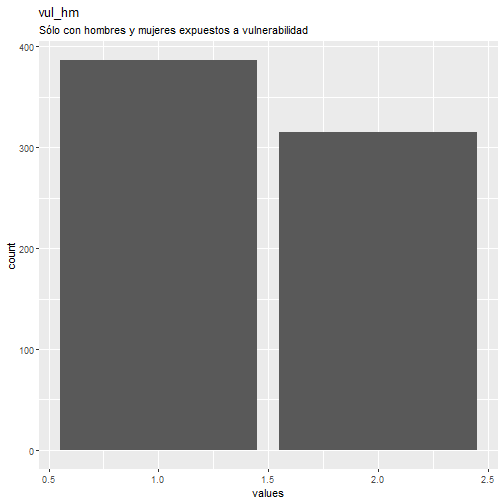 vul_hm
Sólo con hombres y mujeres expuestos a vulnerabilidad
400
300
200
100
0
count
0.5 1.0 1.5 2.0 2.5
values